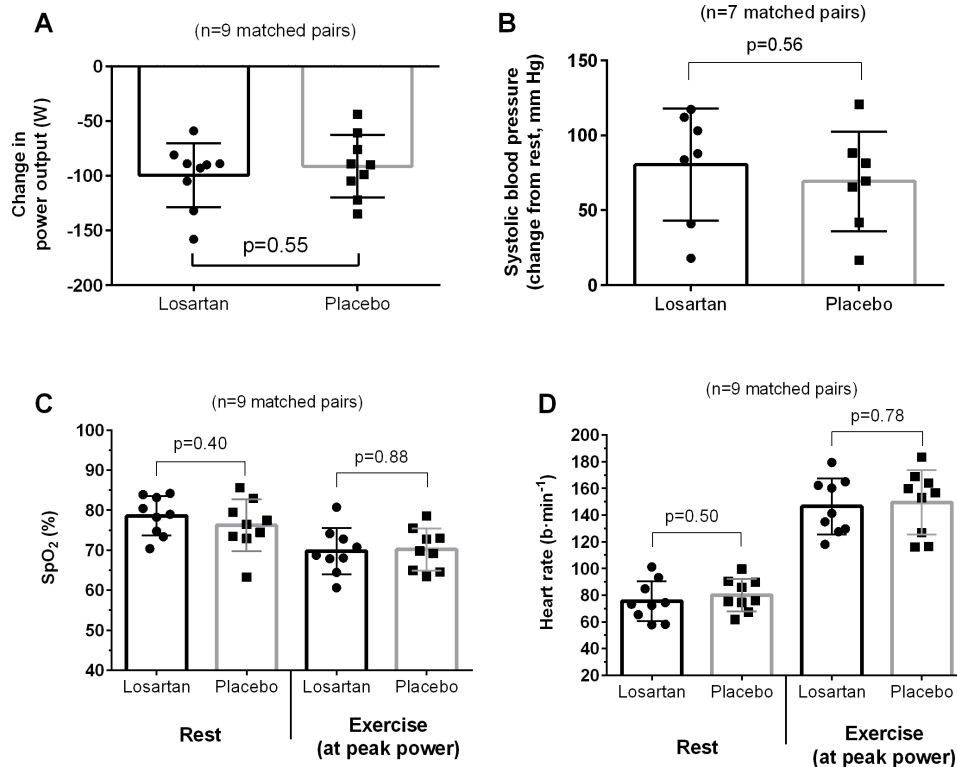 A
(n=9 matched pairs)
Change in
power output (W)
0
-50
-100
-150
-200
p=0.55
Losartan
Placebo
B
(n=7 matched pairs)
p=0.56
Systolic blood pressure
(change from rest, mm Hg)
150
100
50
0
Losartan
Placebo
C
(n=9 matched pairs)
p=0.40
p=0.88
SpO₂ (%)
100
90
80
70
60
50
40
Losartan
Placebo
Losartan
Placebo
Rest
Exercise
(at peak power)
D
(n=9 matched pairs)
p=0.78
p=0.50
Heart rate (b·min⁻¹)
200
180
160
140
120
100
80
60
40
20
Losartan
Placebo
Losartan
Placebo
Rest
Exercise
(at peak power)